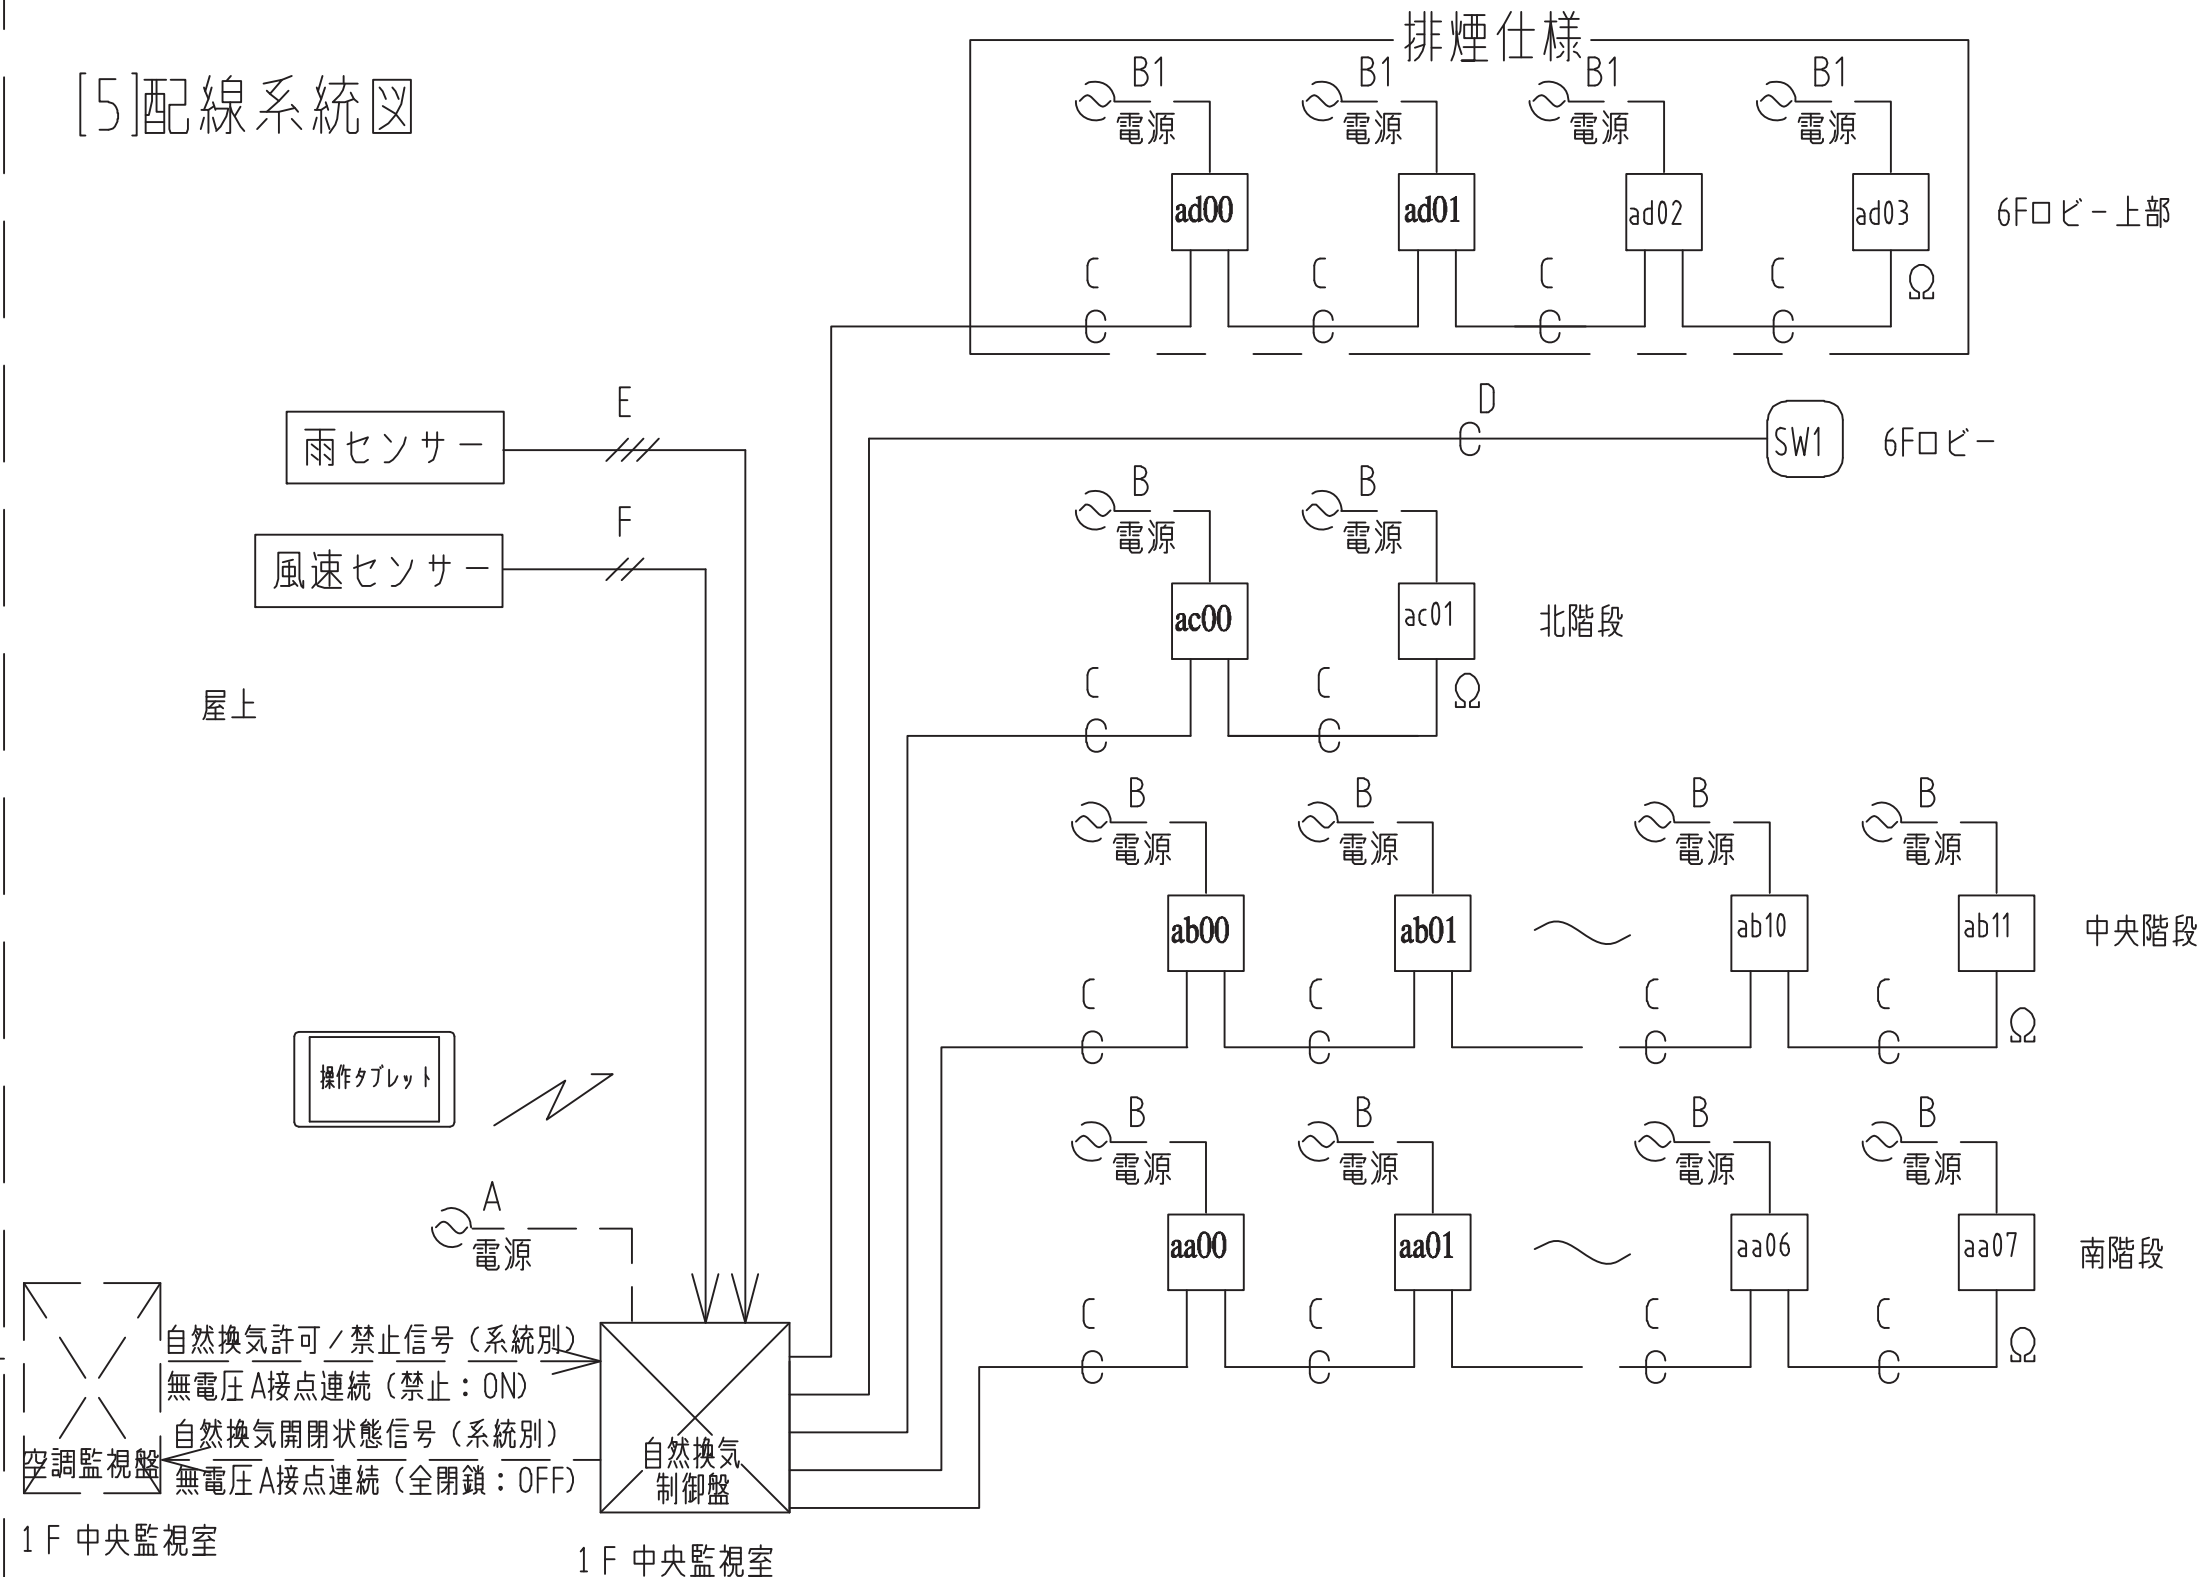 [5]配線系統図
排煙仕様
B1 B1 B1 B1
電源 電源 電源 電源
ad00 ad01 ad02 ad03
6Fロビー上部
C C C C Ω
雨センサー
E
D
SW1
6Fロビー
風速センサー
F
B B
電源 電源
ac00 ac01
北階段
C C Ω
屋上
B B B B
電源 電源 電源 電源
ab00 ab01 ab10 ab11
中央階段
C C C C Ω
操作タブレット
B B B B
電源 電源 電源 電源
aa00 aa01 aa06 aa07
南階段
C C C C Ω
A
電源
自然換気許可/禁止信号(系統別)
無電圧A接点連続(禁止:ON)
自然換気開閉状態信号(系統別)
無電圧A接点連続(全閉鎖:OFF)
空調監視盤
1F 中央監視室
自然換気
制御盤
1F 中央監視室